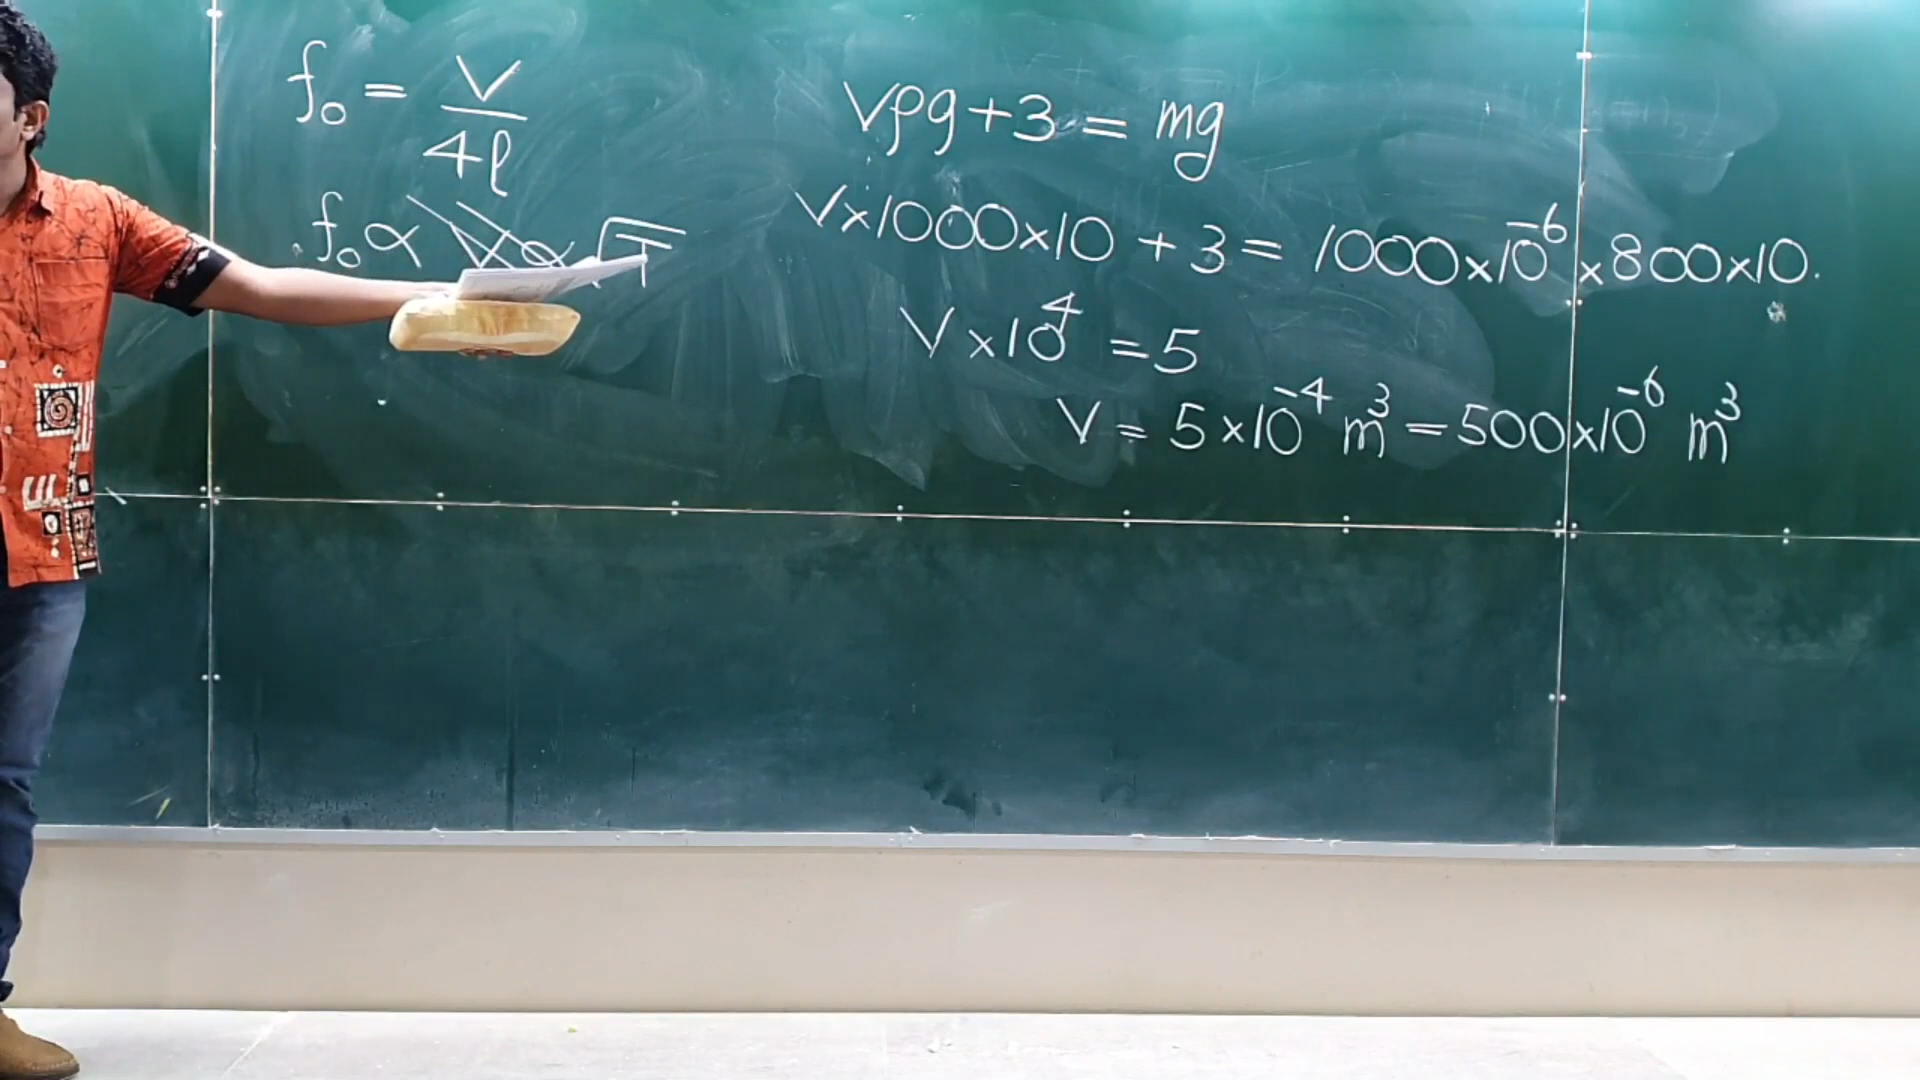 f₀ = V / 4l
f₀ ∝ V ∝ √T
Vρg + 3 = mg
V×1000×10 + 3 = 1000×10⁻⁶×800×10.
V×10⁴ = 5
V = 5×10⁻⁴ m³ = 500×10⁻⁶ m³